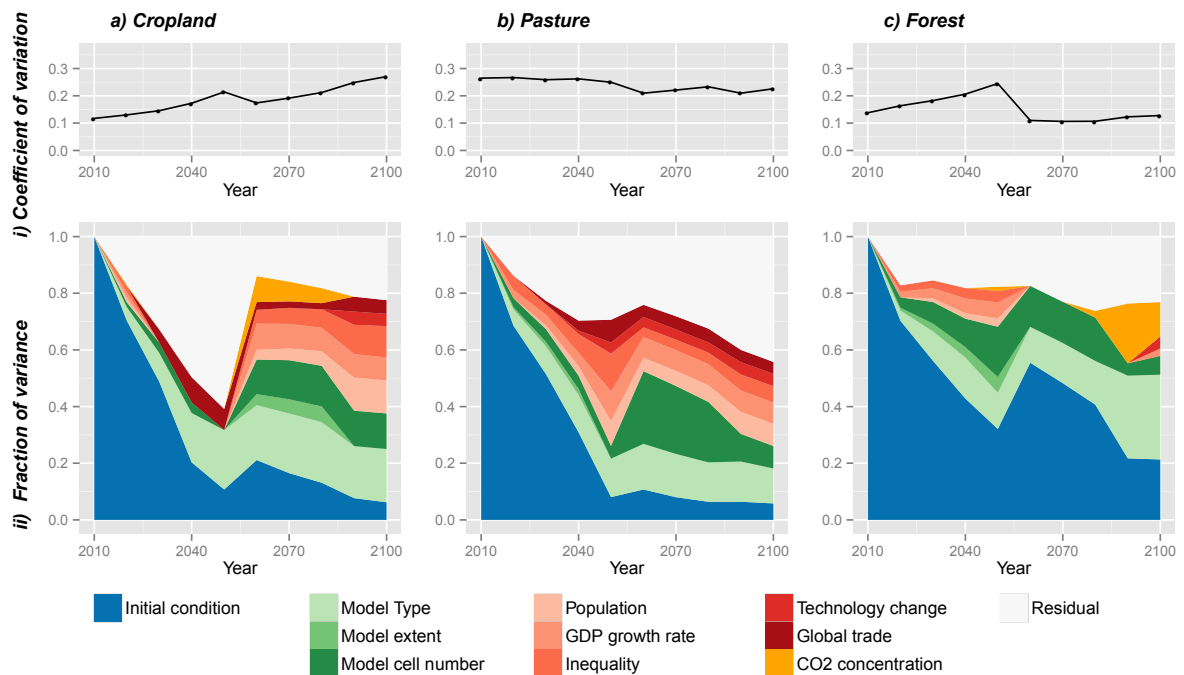 a) Cropland
b) Pasture
c) Forest
i) Coefficient of variation
0.3
0.2
0.1
0.0
2010 2040 2070 2100
Year
0.3
0.2
0.1
0.0
2010 2040 2070 2100
Year
0.3
0.2
0.1
0.0
2010 2040 2070 2100
Year
ii) Fraction of variance
1.0
0.8
0.6
0.4
0.2
0.0
2010 2040 2070 2100
Year
1.0
0.8
0.6
0.4
0.2
0.0
2010 2040 2070 2100
Year
1.0
0.8
0.6
0.4
0.2
0.0
2010 2040 2070 2100
Year
Initial condition
Model Type
Model extent
Model cell number
Population
GDP growth rate
Inequality
Technology change
Global trade
CO2 concentration
Residual